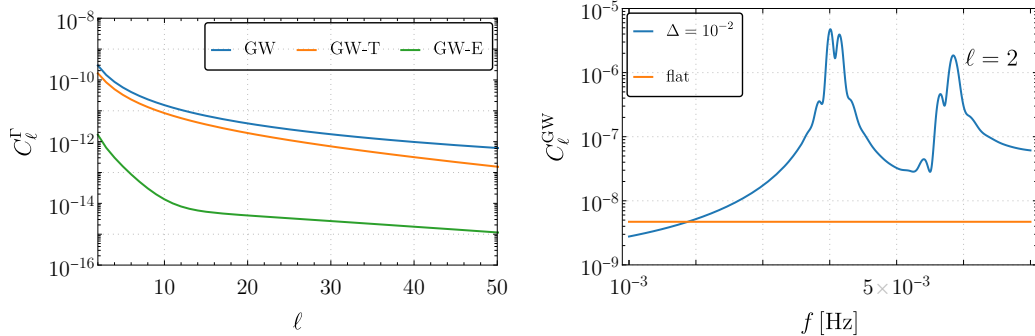 10⁻⁸
10⁻¹⁰
10⁻¹²
10⁻¹⁴
10⁻¹⁶
C_ℓ^Γ
GW GW-T GW-E
10 20 30 40 50
ℓ
10⁻⁵
10⁻⁶
10⁻⁷
10⁻⁸
10⁻⁹
C_ℓ^GW
Δ = 10⁻²
flat
ℓ = 2
10⁻³ 5×10⁻³
f [Hz]